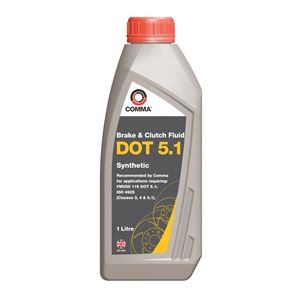 COMMA
Brake & Clutch Fluid
DOT 5.1
Synthetic
Recommended by Comma
for applications requiring:
FMVSS 116 DOT 5.1;
ISO 4925
(Classes 3, 4 & 5.1).
1 Litre